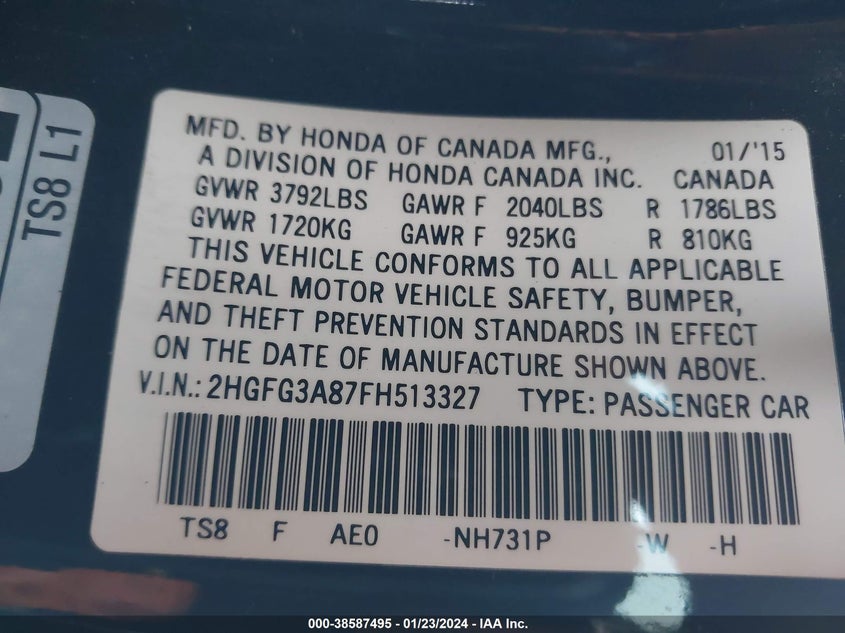 TS8 L1
MFD. BY HONDA OF CANADA MFG., 01/'15
A DIVISION OF HONDA CANADA INC. CANADA
GVWR 3792LBS GAWR F 2040LBS R 1786LBS
GVWR 1720KG GAWR F 925KG R 810KG
THIS VEHICLE CONFORMS TO ALL APPLICABLE
FEDERAL MOTOR VEHICLE SAFETY, BUMPER,
AND THEFT PREVENTION STANDARDS IN EFFECT
ON THE DATE OF MANUFACTURE SHOWN ABOVE.
V.I.N.: 2HGFG3A87FH513327 TYPE: PASSENGER CAR
TS8 F AE0 -NH731P -W -H
000-38587495 - 01/23/2024 - IAA Inc.